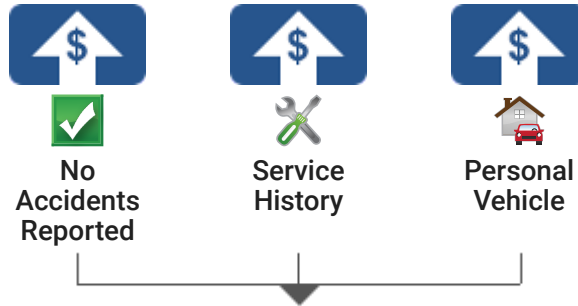 $
$
$
No
Accidents
Reported
Service
History
Personal
Vehicle